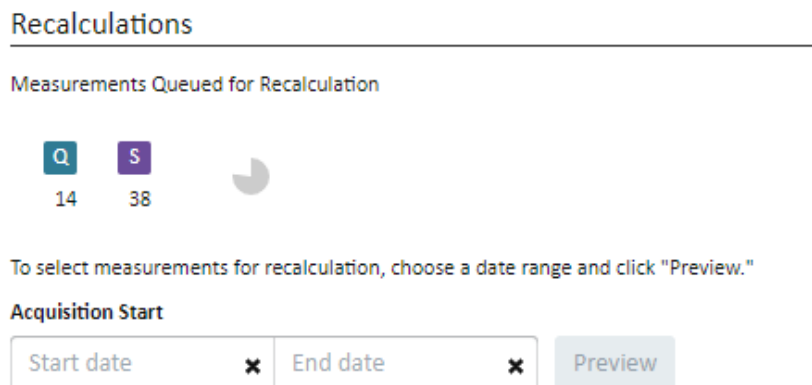 Recalculations
Measurements Queued for Recalculation
Q S
14 38
To select measurements for recalculation, choose a date range and click "Preview."
Acquisition Start
Start date ✖ End date ✖ Preview